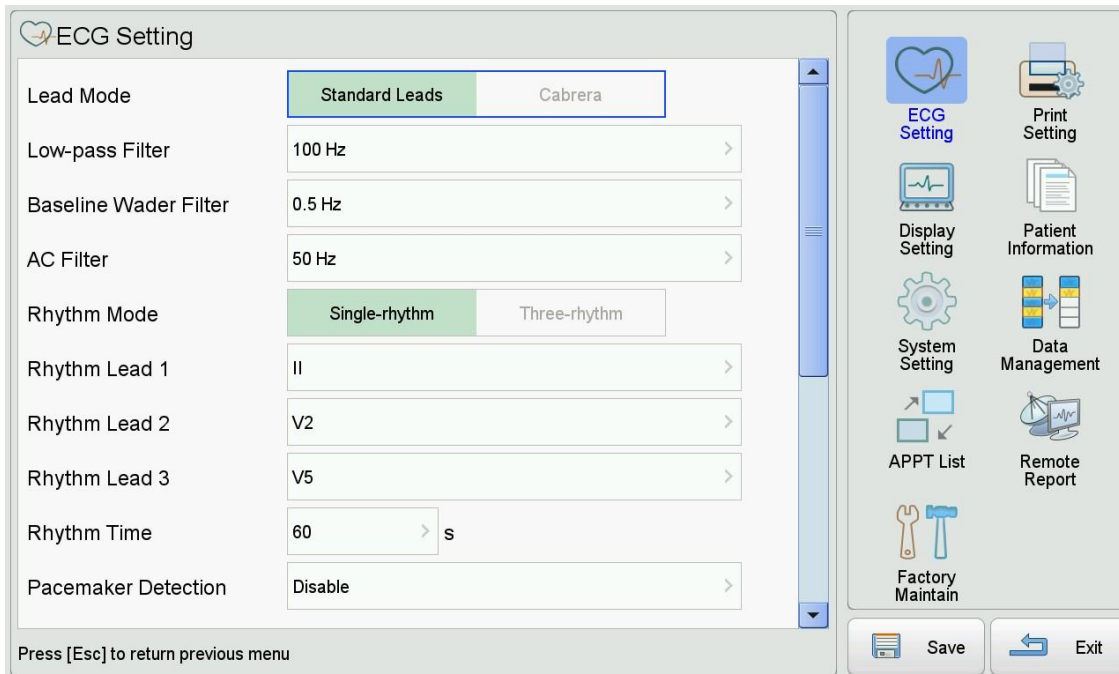 ECG Setting
Lead Mode
Standard Leads
Cabrera
Low-pass Filter
100 Hz
Baseline Wader Filter
0.5 Hz
AC Filter
50 Hz
Rhythm Mode
Single-rhythm
Three-rhythm
Rhythm Lead 1
II
Rhythm Lead 2
V2
Rhythm Lead 3
V5
Rhythm Time
60
s
Pacemaker Detection
Disable
Press [Esc] to return previous menu
ECG
Setting
Print
Setting
Display
Setting
Patient
Information
System
Setting
Data
Management
APPT List
Remote
Report
Factory
Maintain
Save
Exit